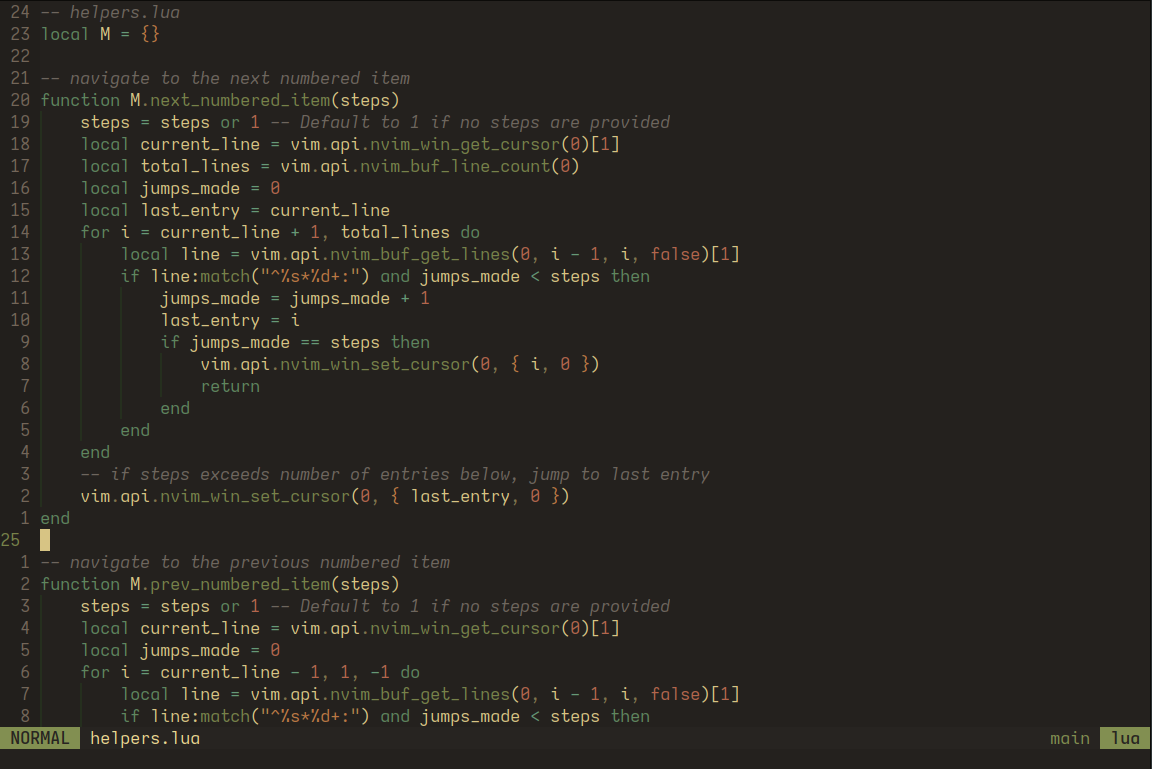 24 -- helpers.lua
23 local M = {}
22
21 -- navigate to the next numbered item
20 function M.next_numbered_item(steps)
19     steps = steps or 1 -- Default to 1 if no steps are provided
18     local current_line = vim.api.nvim_win_get_cursor(0)[1]
17     local total_lines = vim.api.nvim_buf_line_count(0)
16     local jumps_made = 0
15     local last_entry = current_line
14     for i = current_line + 1, total_lines do
13         local line = vim.api.nvim_buf_get_lines(0, i - 1, i, false)[1]
12         if line:match("^%s*%d+:") and jumps_made < steps then
11             jumps_made = jumps_made + 1
10             last_entry = i
9             if jumps_made == steps then
8                 vim.api.nvim_win_set_cursor(0, { i, 0 })
7                 return
6             end
5         end
4     end
3     -- if steps exceeds number of entries below, jump to last entry
2     vim.api.nvim_win_set_cursor(0, { last_entry, 0 })
1 end
25
1 -- navigate to the previous numbered item
2 function M.prev_numbered_item(steps)
3     steps = steps or 1 -- Default to 1 if no steps are provided
4     local current_line = vim.api.nvim_win_get_cursor(0)[1]
5     local jumps_made = 0
6     for i = current_line - 1, 1, -1 do
7         local line = vim.api.nvim_buf_get_lines(0, i - 1, i, false)[1]
8         if line:match("^%s*%d+:") and jumps_made < steps then
NORMAL helpers.lua main lua